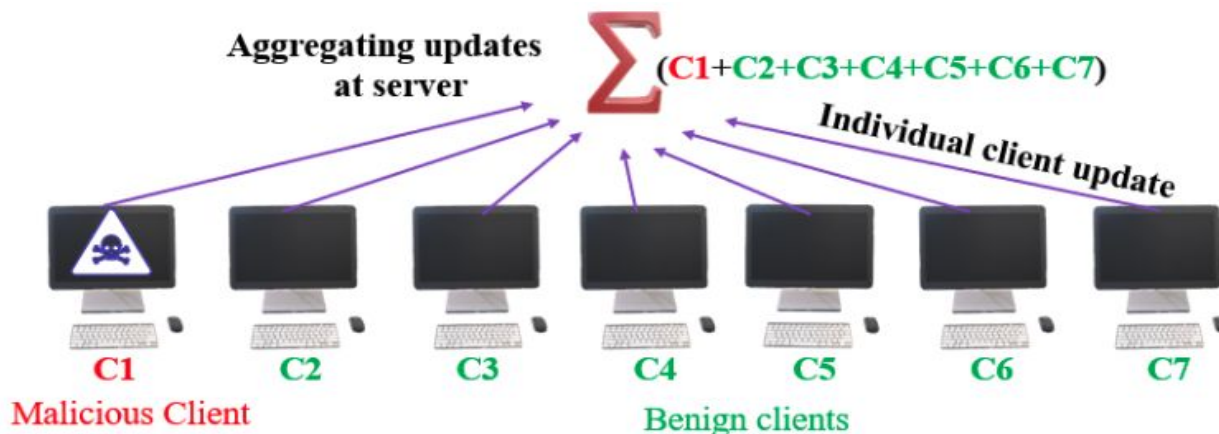 Aggregating updates
at server
Σ(C1+C2+C3+C4+C5+C6+C7)
Individual client update
C1
C2
C3
C4
C5
C6
C7
Malicious Client
Benign clients